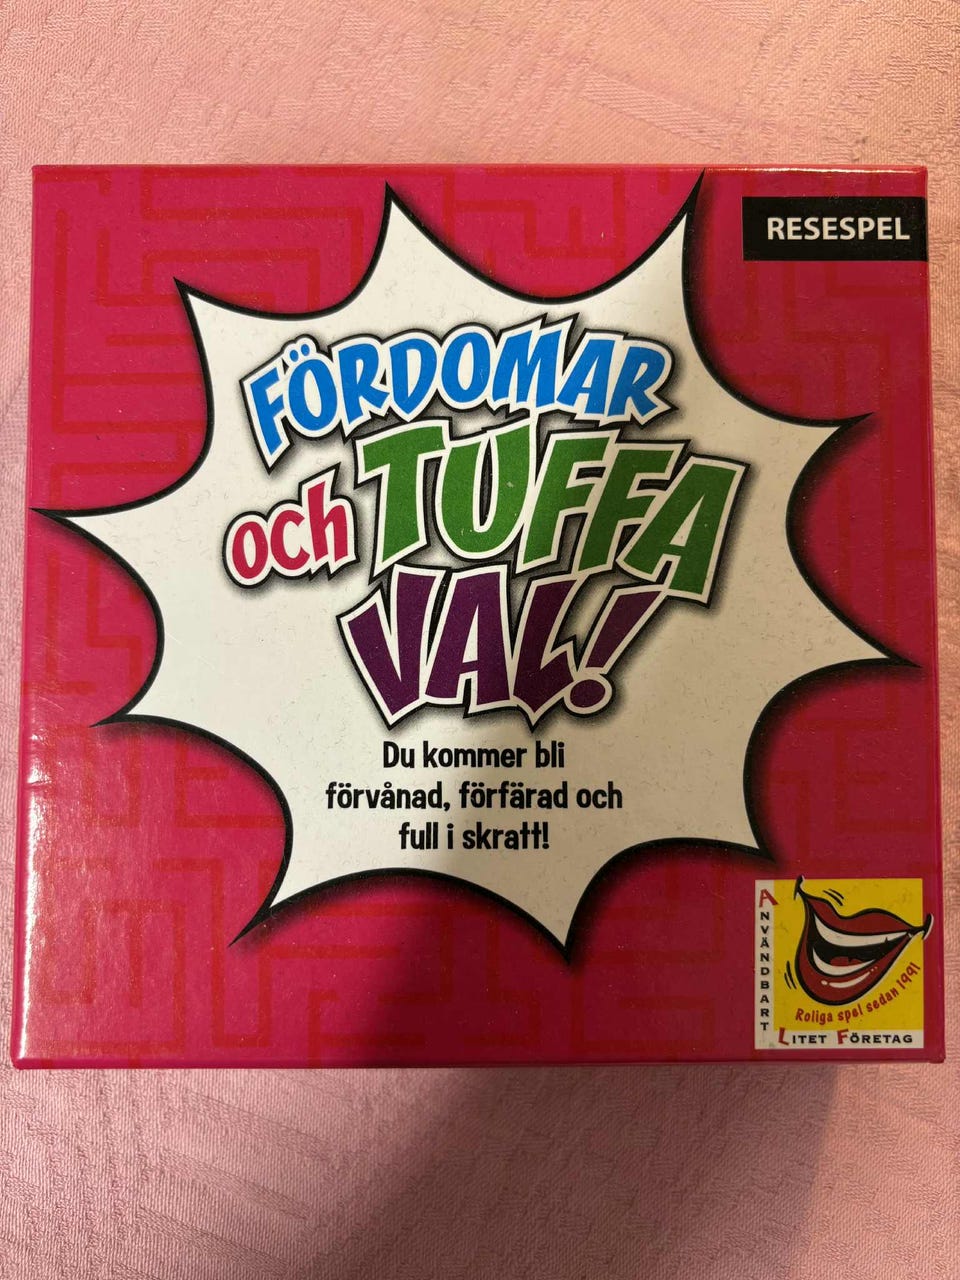 RESESPEL
FÖRDOMAR
och TUFFA
VAL!
Du kommer bli
förvånad, förfärad och
full i skratt!
ANVÄNDBART
Roliga spel sedan 1991
LITET FÖRETAG